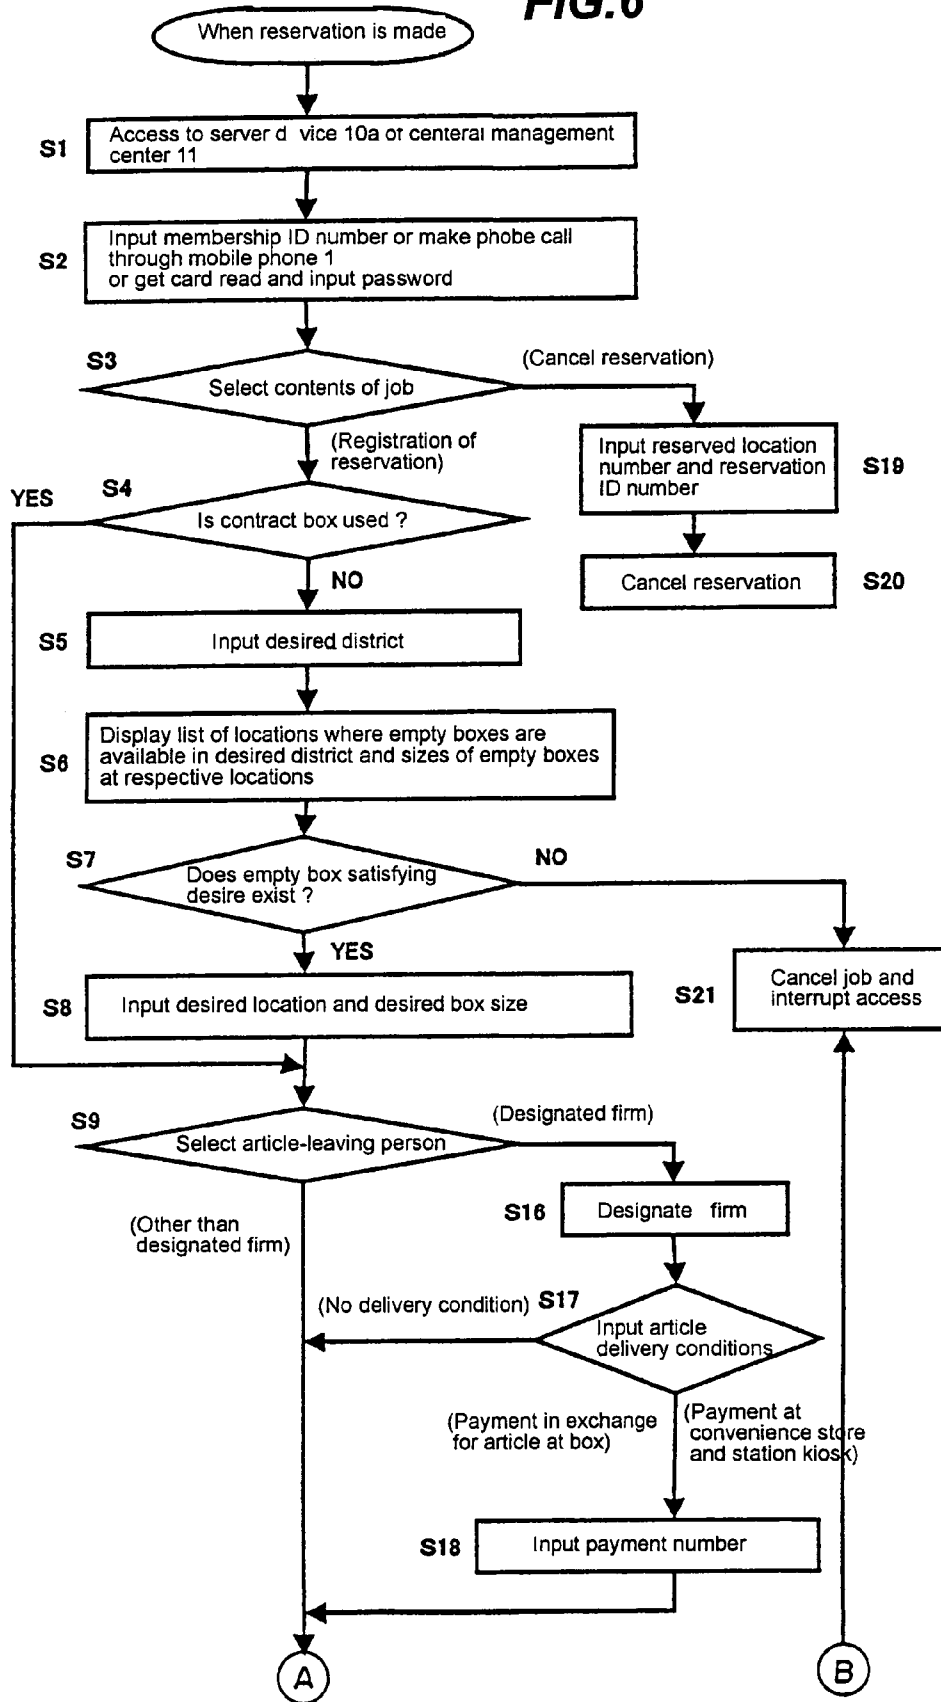 FIG.6
When reservation is made
S1
Access to server d vice 10a of centeral management
center 11
S2
Input membership ID number or make phobe call
through mobile phone 1
or get card read and input password
S3
Select contents of job
(Cancel reservation)
(Registration of
reservation)
Input reserved location
number and reservation
ID number
S19
YES
S4
Is contract box used ?
NO
Cancel reservation
S20
S5
Input desired district
S6
Display list of locations where empty boxes are
available in desired district and sizes of empty boxes
at respective locations
S7
Does empty box satisfying
desire exist ?
NO
YES
S8
Input desired location and desired box size
S21
Cancel job and
interrupt access
S9
Select article-leaving person
(Designated firm)
S16
Designate firm
(Other than
designated firm)
(No delivery condition)
S17
Input article
delivery conditions
(Payment in exchange
for article at box)
(Payment at
convenience store
and station kiosk)
S18
Input payment number
A
B